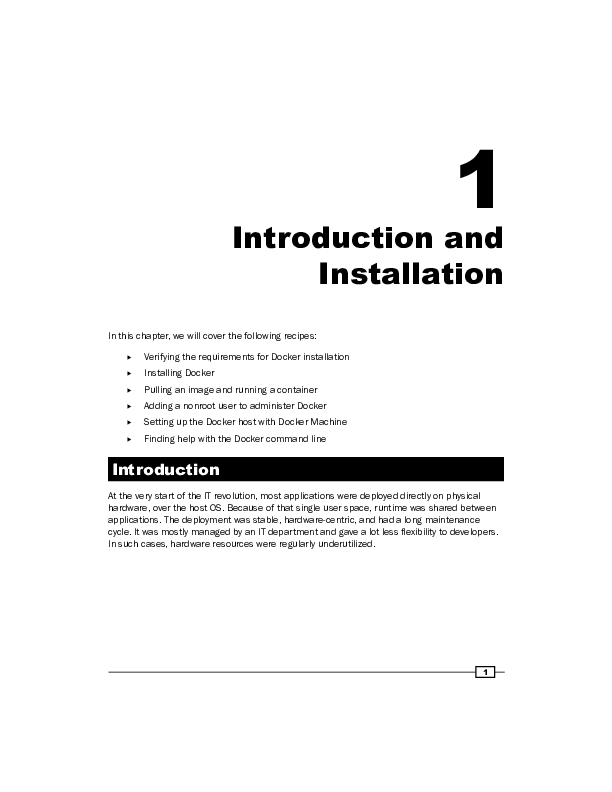 1
Introduction and
Installation
In this chapter, we will cover the following recipes:
▸ Verifying the requirements for Docker installation
▸ Installing Docker
▸ Pulling an image and running a container
▸ Adding a nonroot user to administer Docker
▸ Setting up the Docker host with Docker Machine
▸ Finding help with the Docker command line
Introduction
At the very start of the IT revolution, most applications were deployed directly on physical
hardware, over the host OS. Because of that single user space, runtime was shared between
applications. The deployment was stable, hardware-centric, and had a long maintenance
cycle. It was mostly managed by an IT department and gave a lot less flexibility to developers.
In such cases, hardware resources were regularly underutilized.
1